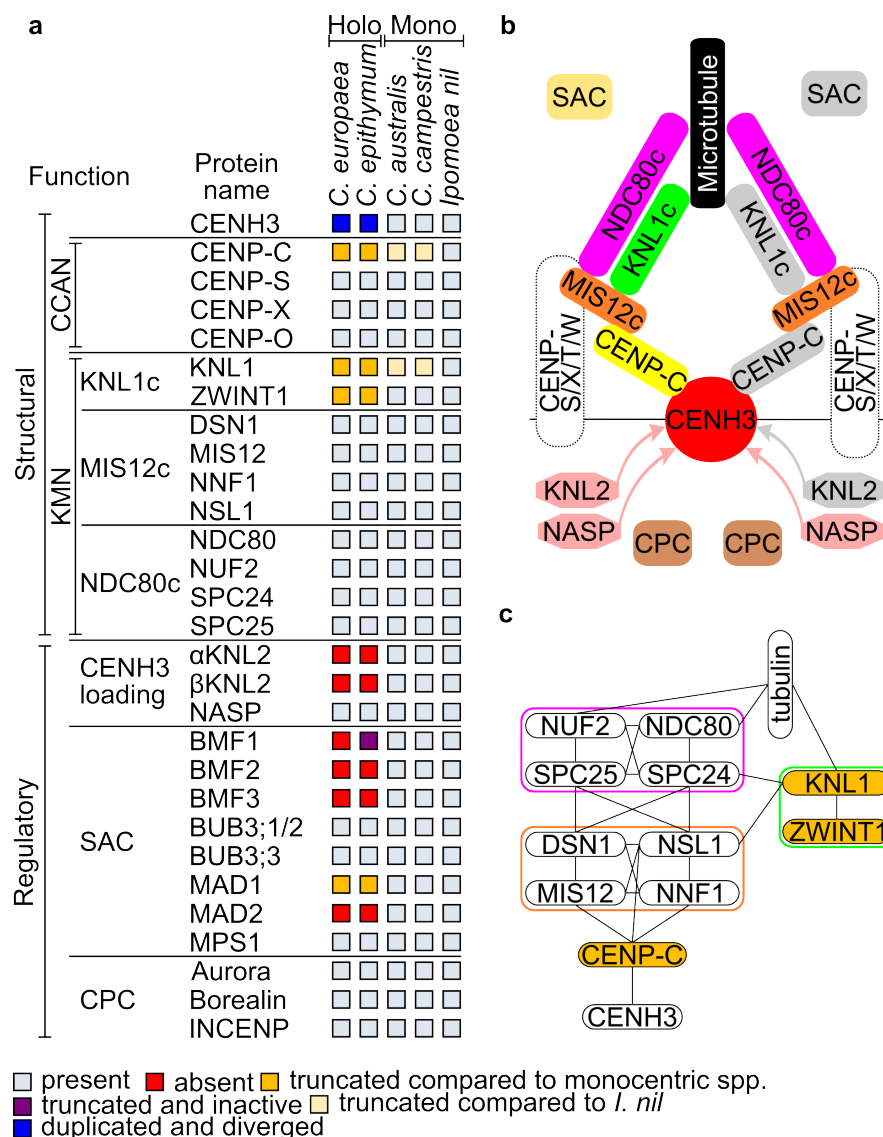 a
Holo Mono
C. europaea
C. epithymum
C. australis
C. campestris
Ipomoea nil
Function
Protein
name
Structural
CCAN
KMN
CENH3
CENP-C
CENP-S
CENP-X
CENP-O
KNL1c
KNL1
ZWINT1
MIS12c
DSN1
MIS12
NNF1
NSL1
NDC80c
NDC80
NUF2
SPC24
SPC25
Regulatory
CENH3
loading
αKNL2
βKNL2
NASP
SAC
BMF1
BMF2
BMF3
BUB3;1/2
BUB3;3
MAD1
MAD2
MPS1
CPC
Aurora
Borealin
INCENP
present absent truncated compared to monocentric spp.
truncated and inactive truncated compared to I. nil
duplicated and diverged
b
SAC
SAC
Microtubule
NDC80c
NDC80c
KNL1c
KNL1c
MIS12c
MIS12c
CENP-
S/X/T/W
CENP-
S/X/T/W
CENP-C
CENP-C
CENH3
KNL2
KNL2
NASP
NASP
CPC
CPC
c
tubulin
NUF2 NDC80
SPC25 SPC24
KNL1
ZWINT1
DSN1 NSL1
MIS12 NNF1
CENP-C
CENH3